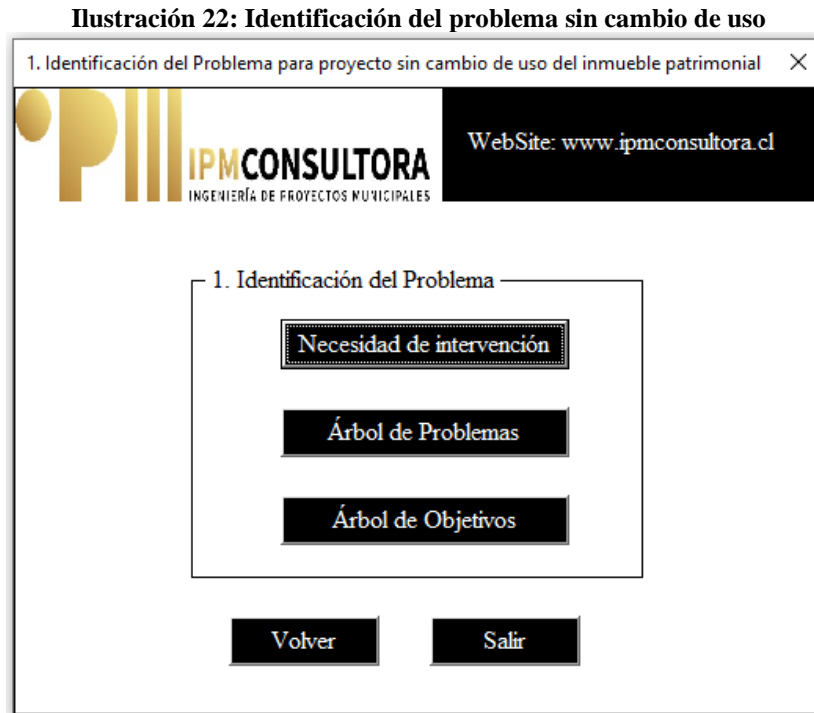 Ilustración 22: Identificación del problema sin cambio de uso
1. Identificación del Problema para proyecto sin cambio de uso del inmueble patrimonial
IPMCONSULTORA
INGENIERÍA DE PROYECTOS MUNICIPALES
WebSite: www.ipmconsultora.cl
1. Identificación del Problema
Necesidad de intervención
Árbol de Problemas
Árbol de Objetivos
Volver
Salir